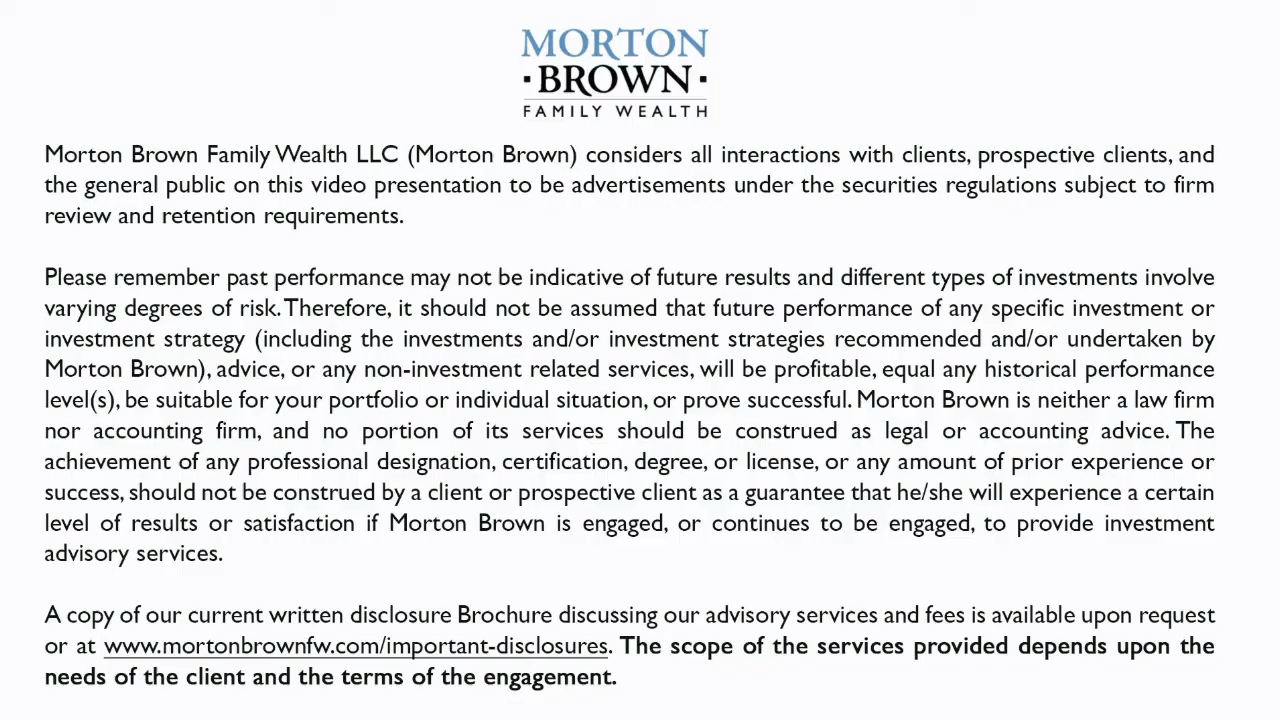 MORTON
·BROWN·
FAMILY WEALTH
Morton Brown Family Wealth LLC (Morton Brown) considers all interactions with clients, prospective clients, and
the general public on this video presentation to be advertisements under the securities regulations subject to firm
review and retention requirements.
Please remember past performance may not be indicative of future results and different types of investments involve
varying degrees of risk. Therefore, it should not be assumed that future performance of any specific investment or
investment strategy (including the investments and/or investment strategies recommended and/or undertaken by
Morton Brown), advice, or any non-investment related services, will be profitable, equal any historical performance
level(s), be suitable for your portfolio or individual situation, or prove successful. Morton Brown is neither a law firm
nor accounting firm, and no portion of its services should be construed as legal or accounting advice. The
achievement of any professional designation, certification, degree, or license, or any amount of prior experience or
success, should not be construed by a client or prospective client as a guarantee that he/she will experience a certain
level of results or satisfaction if Morton Brown is engaged, or continues to be engaged, to provide investment
advisory services.
A copy of our current written disclosure Brochure discussing our advisory services and fees is available upon request
or at www.mortonbrownfw.com/important-disclosures. The scope of the services provided depends upon the
needs of the client and the terms of the engagement.